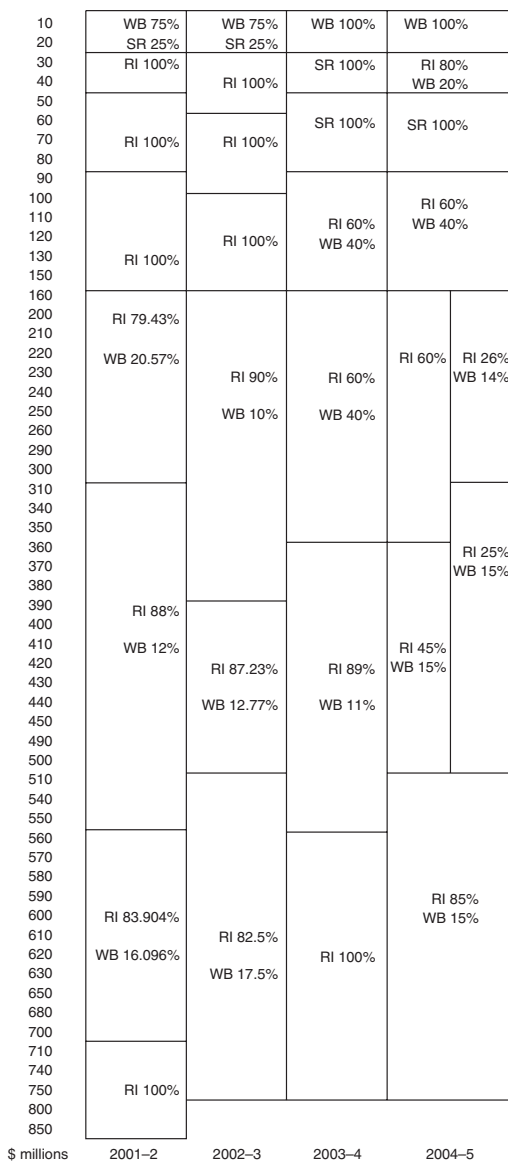 10
20
30
40
50
60
70
80
90
100
110
120
130
150
160
200
210
220
230
240
250
260
290
300
310
340
350
360
370
380
390
400
410
420
430
440
450
490
500
510
540
550
560
570
580
590
600
610
620
630
650
680
700
710
740
750
800
850
$ millions
WB 75%
SR 25%
RI 100%
RI 100%
RI 100%
RI 79.43%
WB 20.57%
RI 88%
WB 12%
RI 83.904%
WB 16.096%
RI 100%
2001–2
WB 75%
SR 25%
RI 100%
RI 100%
RI 100%
RI 90%
WB 10%
RI 87.23%
WB 12.77%
RI 82.5%
WB 17.5%
2002–3
WB 100%
SR 100%
SR 100%
RI 60%
WB 40%
RI 60%
WB 40%
RI 89%
WB 11%
RI 100%
2003–4
WB 100%
RI 80%
WB 20%
SR 100%
RI 60%
WB 40%
RI 60%
RI 45%
WB 15%
RI 26%
WB 14%
RI 25%
WB 15%
RI 85%
WB 15%
2004–5